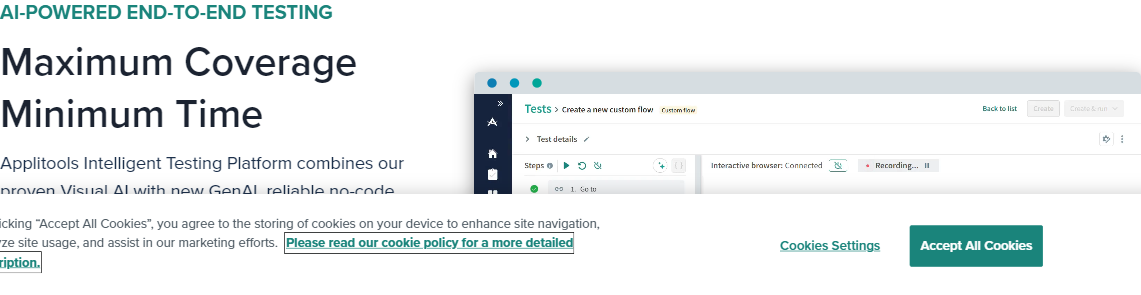 AI-POWERED END-TO-END TESTING
Maximum Coverage
Minimum Time
Applitools Intelligent Testing Platform combines our
proven Visual AI with new GenAI, reliable no-code
Tests > Create a new custom flow Custom flow
Back to list Create Create & run
> Test details
Steps
Interactive browser: Connected Recording...
1. Go to
icking “Accept All Cookies”, you agree to the storing of cookies on your device to enhance site navigation,
yze site usage, and assist in our marketing efforts. Please read our cookie policy for a more detailed
ription.
Cookies Settings Accept All Cookies